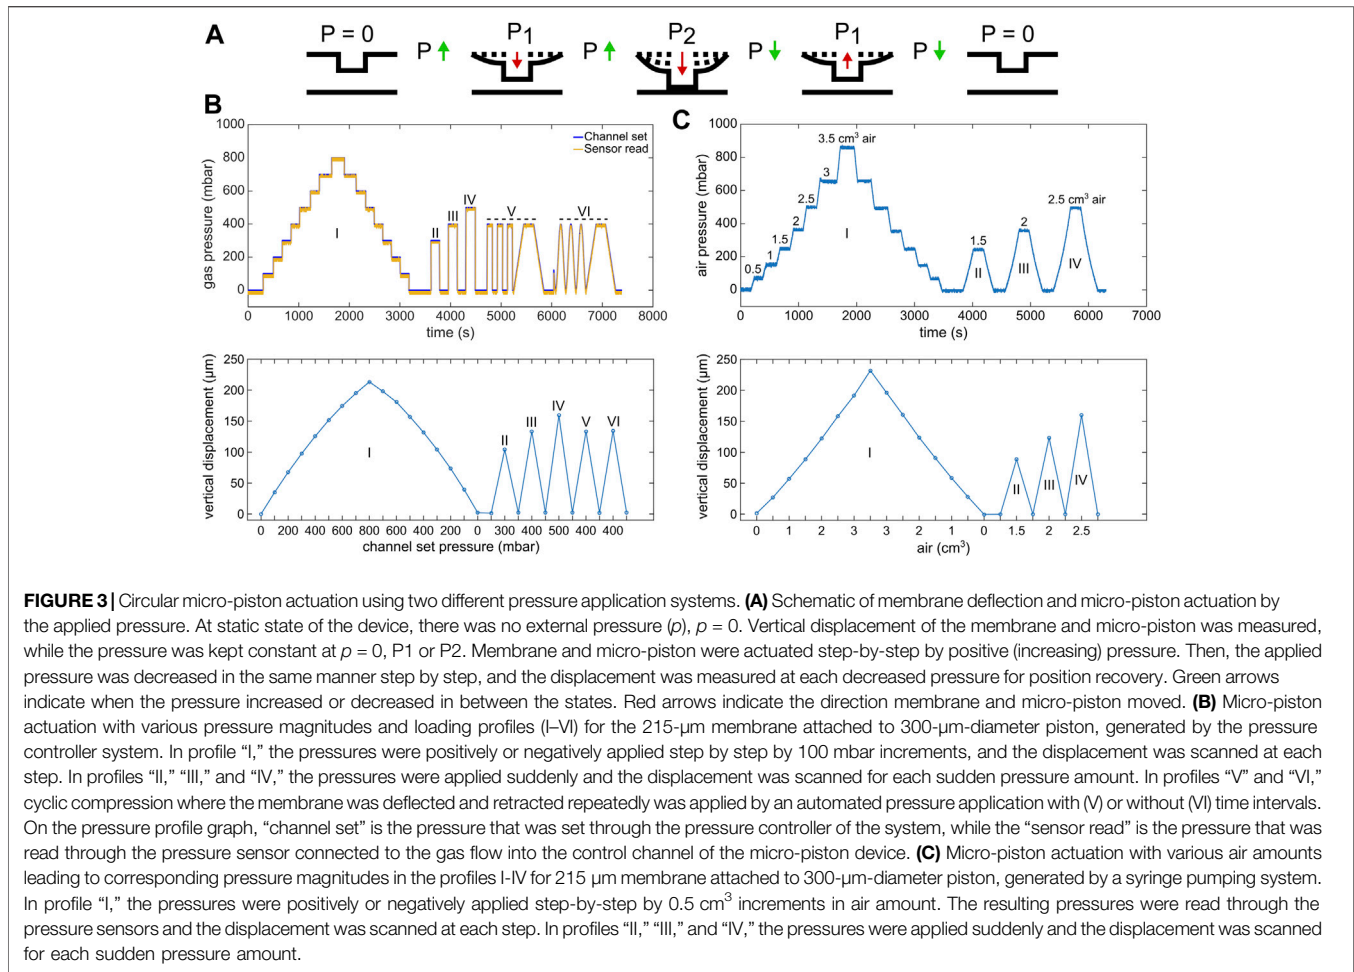 A
P = 0
P
P1
P
P2
P
P1
P
P = 0
B
1000
800
600
400
200
0
gas pressure (mbar)
Channel set
Sensor read
I
II
III
IV
V
VI
0 1000 2000 3000 4000 5000 6000 7000 8000
time (s)
250
200
150
100
50
0
vertical displacement (µm)
I
II
III
IV
V
VI
0 200 400 600 800 600 400 200 0 300 400 500 400 400
channel set pressure (mbar)
C
1000
800
600
400
200
0
air pressure (mbar)
0.5
1
1.5
2
2.5
3
3.5 cm³ air
I
1.5
II
2
III
2.5 cm³ air
IV
0 1000 2000 3000 4000 5000 6000 7000
time (s)
250
200
150
100
50
0
vertical displacement (µm)
I
II
III
IV
0 1 2 3 3 2 1 0 1.5 2 2.5
air (cm³)
FIGURE 3 | Circular micro-piston actuation using two different pressure application systems. (A) Schematic of membrane deflection and micro-piston actuation by
the applied pressure. At static state of the device, there was no external pressure (p), p = 0. Vertical displacement of the membrane and micro-piston was measured,
while the pressure was kept constant at p = 0, P1 or P2. Membrane and micro-piston were actuated step-by-step by positive (increasing) pressure. Then, the applied
pressure was decreased in the same manner step by step, and the displacement was measured at each decreased pressure for position recovery. Green arrows
indicate when the pressure increased or decreased in between the states. Red arrows indicate the direction membrane and micro-piston moved. (B) Micro-piston
actuation with various pressure magnitudes and loading profiles (I–VI) for the 215-µm membrane attached to 300-µm-diameter piston, generated by the pressure
controller system. In profile “I,” the pressures were positively or negatively applied step by step by 100 mbar increments, and the displacement was scanned at each
step. In profiles “II,” “III,” and “IV,” the pressures were applied suddenly and the displacement was scanned for each sudden pressure amount. In profiles “V” and “VI,”
cyclic compression where the membrane was deflected and retracted repeatedly was applied by an automated pressure application with (V) or without (VI) time intervals.
On the pressure profile graph, “channel set” is the pressure that was set through the pressure controller of the system, while the “sensor read” is the pressure that was
read through the pressure sensor connected to the gas flow into the control channel of the micro-piston device. (C) Micro-piston actuation with various air amounts
leading to corresponding pressure magnitudes in the profiles I-IV for 215 µm membrane attached to 300-µm-diameter piston, generated by a syringe pumping system.
In profile “I,” the pressures were positively or negatively applied step-by-step by 0.5 cm³ increments in air amount. The resulting pressures were read through the
pressure sensors and the displacement was scanned at each step. In profiles “II,” “III,” and “IV,” the pressures were applied suddenly and the displacement was scanned
for each sudden pressure amount.